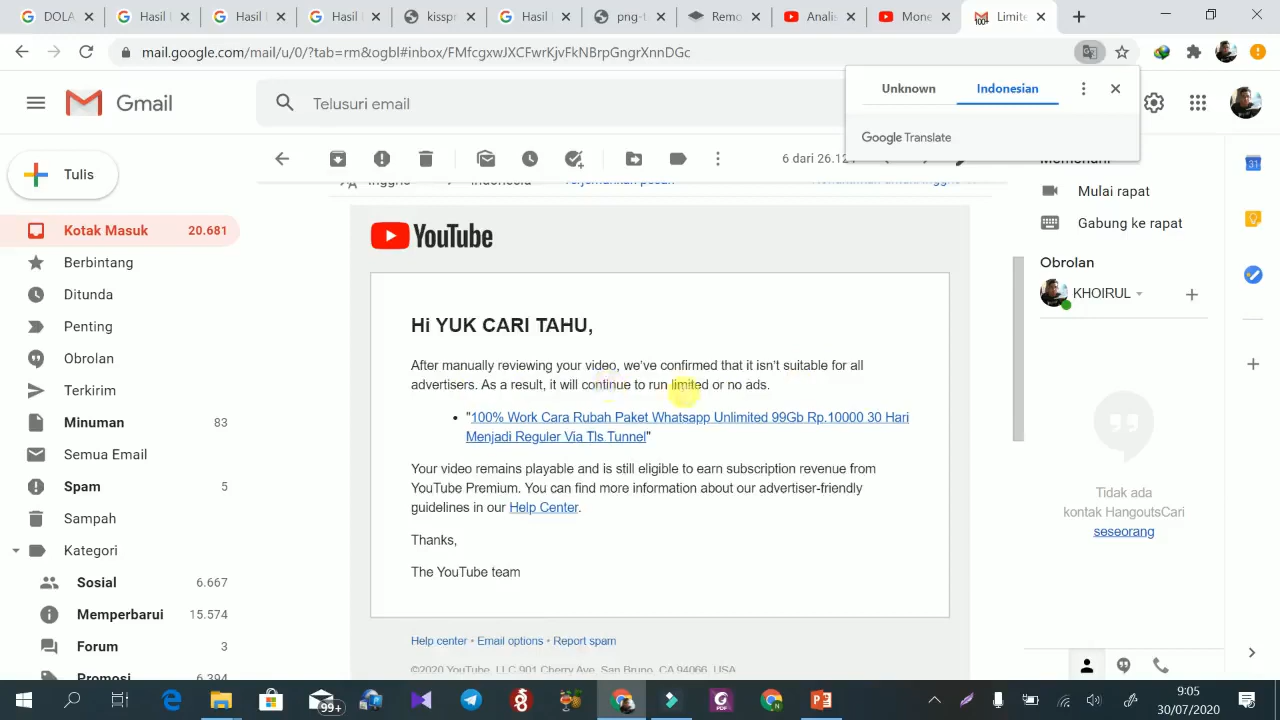 DOLA
Hasil
Hasil
Hasil
kissp
Hasil
png-
Remo
Analis
Mone
100+
Limite
mail.google.com/mail/u/0/?tab=rm&ogbl#inbox/FMfcgxwJXCFwrKjvFkNBrpGngrXnnDGc
Unknown
Indonesian
Google Translate
Gmail
Telusuri email
6 dari 26.12
Tulis
Kotak Masuk 20.681
Berbintang
Ditunda
Penting
Obrolan
Terkirim
Minuman 83
Semua Email
Spam 5
Sampah
Kategori
Sosial 6.667
Memperbarui 15.574
Forum 3
Promosi 6.394
Inggris
Indonesia
Terjemahkan pesan
YouTube
Hi YUK CARI TAHU,
After manually reviewing your video, we've confirmed that it isn't suitable for all
advertisers. As a result, it will continue to run limited or no ads.
• "100% Work Cara Rubah Paket Whatsapp Unlimited 99Gb Rp.10000 30 Hari
Menjadi Reguler Via Tls Tunnel"
Your video remains playable and is still eligible to earn subscription revenue from
YouTube Premium. You can find more information about our advertiser-friendly
guidelines in our Help Center.
Thanks,
The YouTube team
Help center • Email options • Report spam
©2020 YouTube, LLC 901 Cherry Ave, San Bruno, CA 94066, USA
Mulai rapat
Gabung ke rapat
Obrolan
KHOIRUL
Tidak ada
kontak HangoutsCari
seseorang
31
99+
9:05
30/07/2020